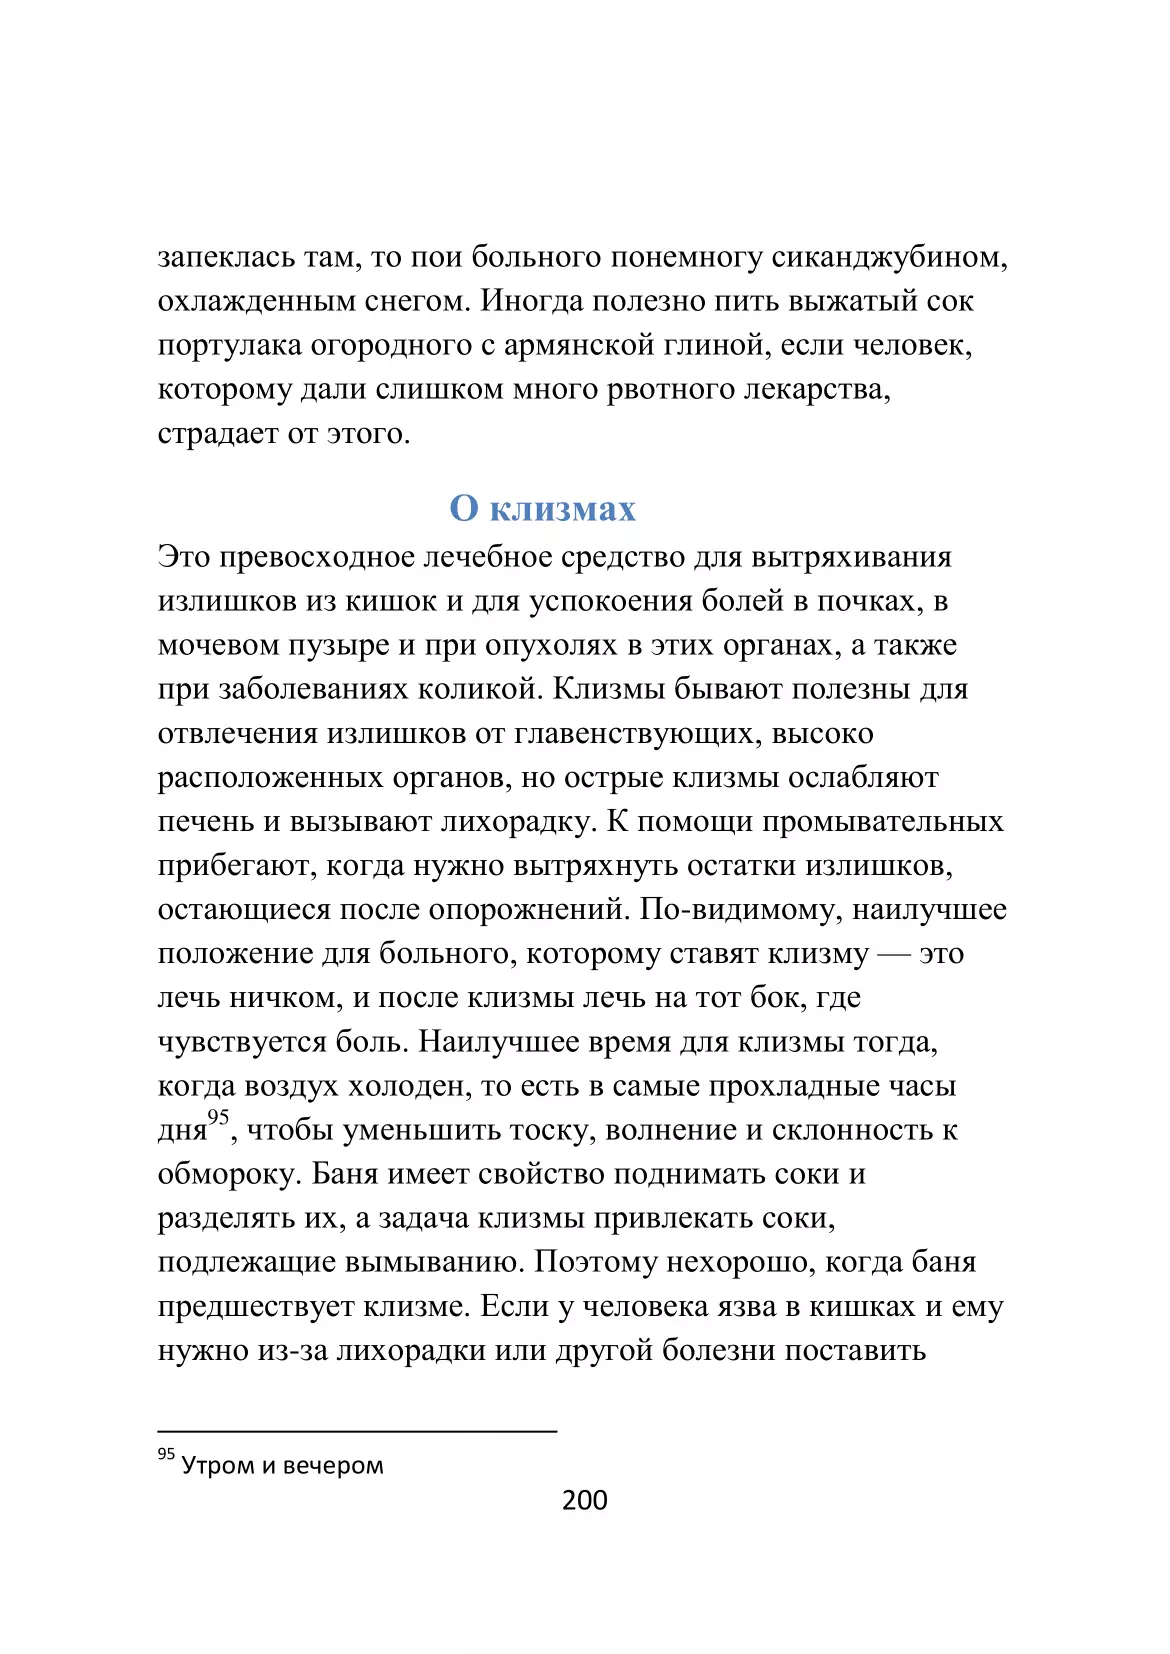 запеклась там, то пои больного понемногу сиканджубином,
охлажденным снегом. Иногда полезно пить выжатый сок
портулака огородного с армянской глиной, если человек,
которому дали слишком много рвотного лекарства,
страдает от этого.
О клизмах
Это превосходное лечебное средство для вытряхивания
излишков из кишок и для успокоения болей в почках, в
мочевом пузыре и при опухолях в этих органах, а также
при заболеваниях коликой. Клизмы бывают полезны для
отвлечения излишков от главенствующих, высоко
расположенных органов, но острые клизмы ослабляют
печень и вызывают лихорадку. К помощи промывательных
прибегают, когда нужно вытряхнуть остатки излишков,
остающиеся после опорожнений. По-видимому, наилучшее
положение для больного, которому ставят клизму — это
лечь ничком, и после клизмы лечь на тот бок, где
чувствуется боль. Наилучшее время для клизмы тогда,
когда воздух холоден, то есть в самые прохладные часы
дня95, чтобы уменьшить тоску, волнение и склонность к
обмороку. Баня имеет свойство поднимать соки и
разделять их, а задача клизмы привлекать соки,
подлежащие вымыванию. Поэтому нехорошо, когда баня
предшествует клизме. Если у человека язва в кишках и ему
нужно из-за лихорадки или другой болезни поставить
95 Утром и вечером
200